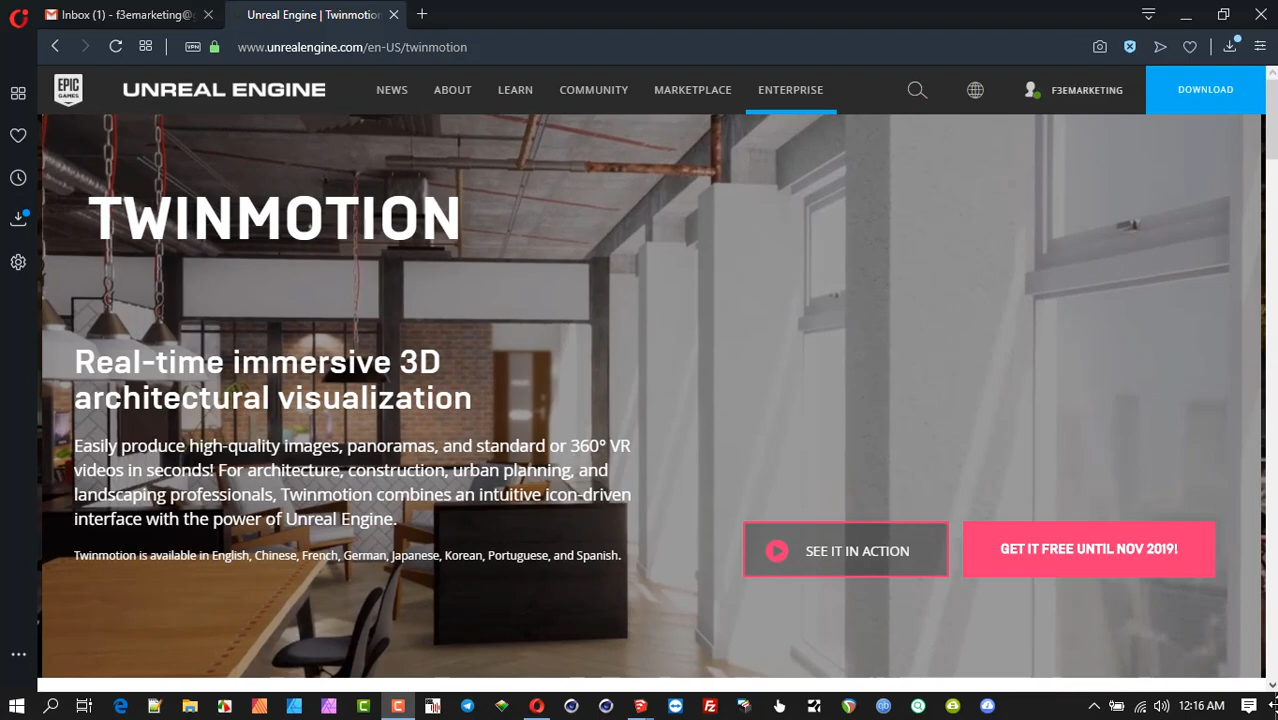 Inbox (1) - f3emarketing@
Unreal Engine | Twinmotion
VPN
www.unrealengine.com/en-US/twinmotion
EPIC GAMES
UNREAL ENGINE
NEWS
ABOUT
LEARN
COMMUNITY
MARKETPLACE
ENTERPRISE
F3EMARKETING
DOWNLOAD
TWINMOTION
Real-time immersive 3D
architectural visualization
Easily produce high-quality images, panoramas, and standard or 360° VR
videos in seconds! For architecture, construction, urban planning, and
landscaping professionals, Twinmotion combines an intuitive icon-driven
interface with the power of Unreal Engine.
Twinmotion is available in English, Chinese, French, German, Japanese, Korean, Portuguese, and Spanish.
SEE IT IN ACTION
GET IT FREE UNTIL NOV 2019!
12:16 AM